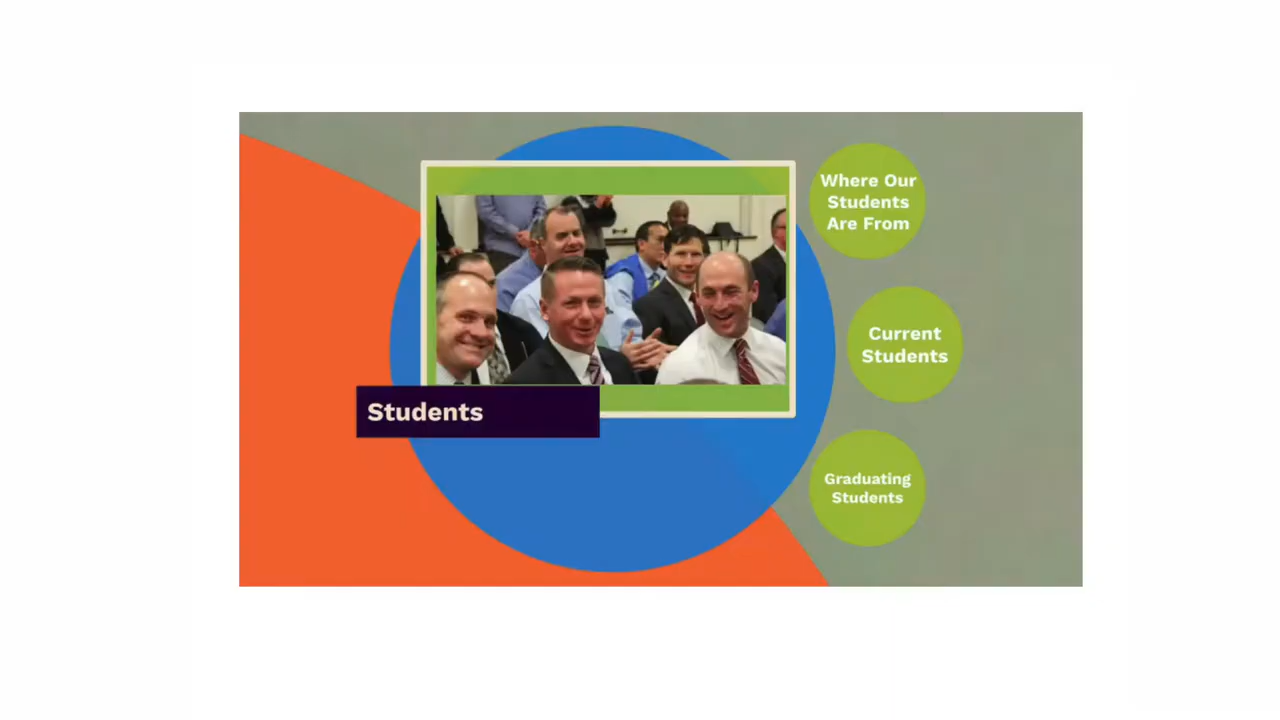 Where Our
Students
Are From
Current
Students
Students
Graduating
Students